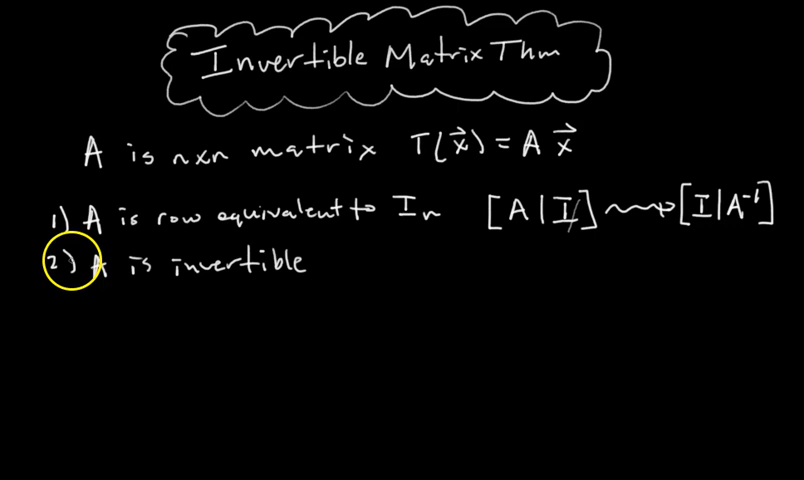 Invertible Matrix Thm
A is nxn matrix T(x⃗) = A x⃗
1) A is row equivalent to Iₙ [A|I] ⇝ [I|A⁻¹]
2) A is invertible